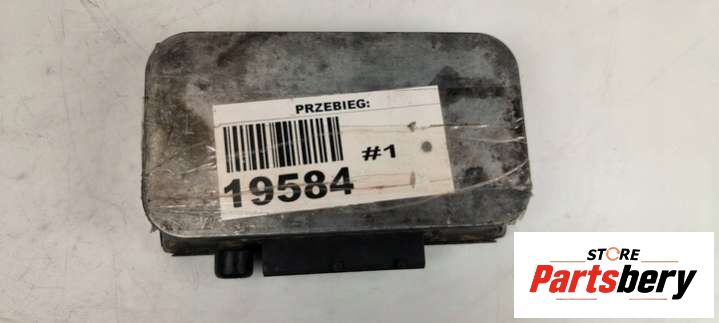 PRZEBIEG:
#1
19584
STORE
Partsbery